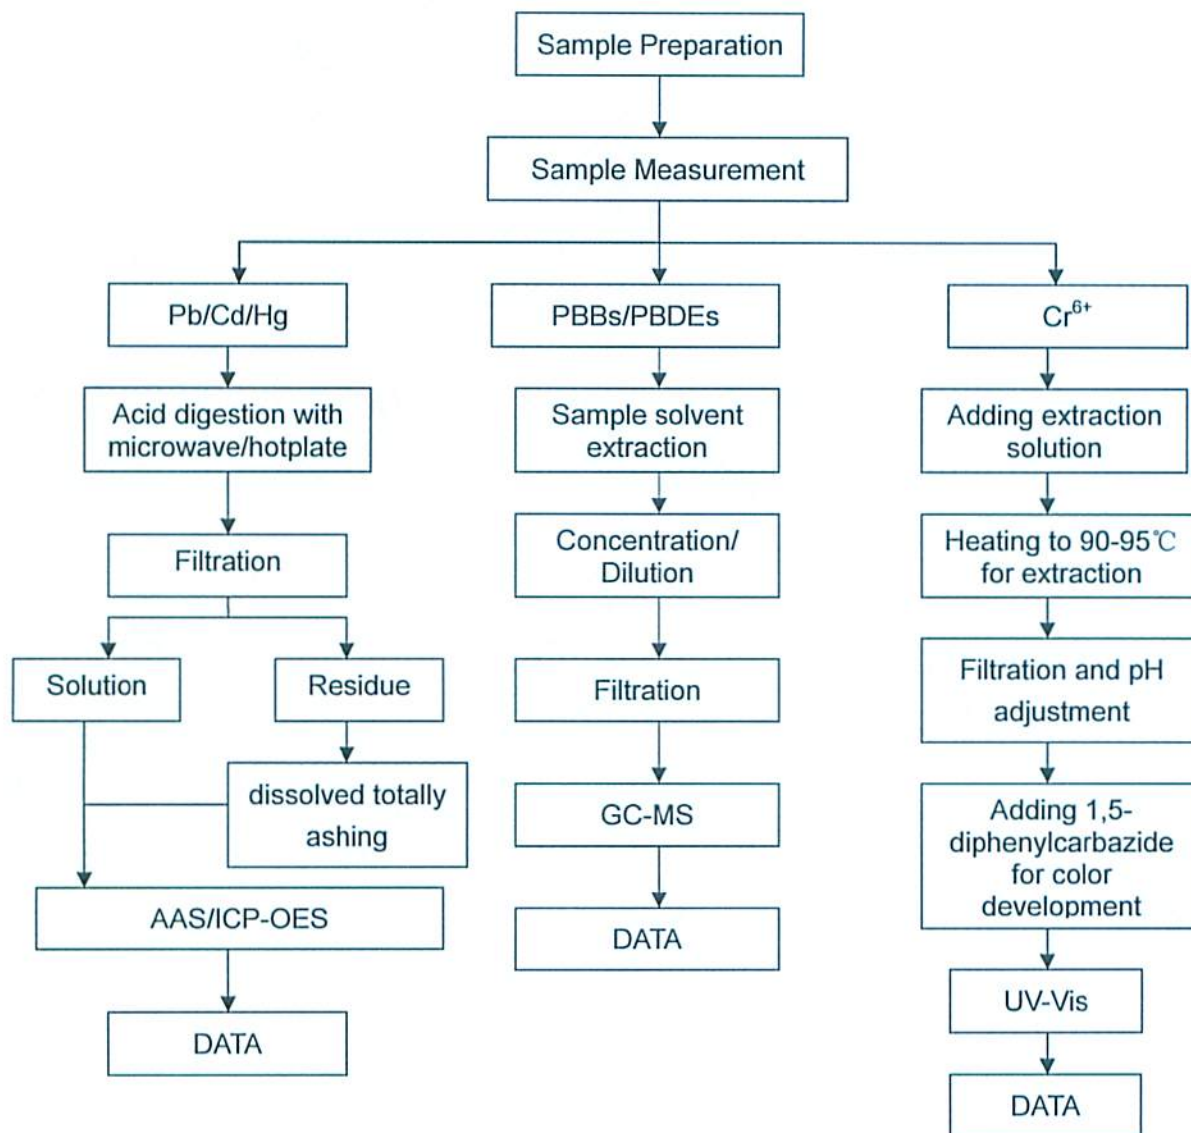 Sample Preparation
Sample Measurement
Pb/Cd/Hg
Acid digestion with
microwave/hotplate
Filtration
Solution
Residue
dissolved totally
ashing
AAS/ICP-OES
DATA
PBBs/PBDEs
Sample solvent
extraction
Concentration/
Dilution
Filtration
GC-MS
DATA
Cr⁶⁺
Adding extraction
solution
Heating to 90-95℃
for extraction
Filtration and pH
adjustment
Adding 1,5-
diphenylcarbazide
for color
development
UV-Vis
DATA